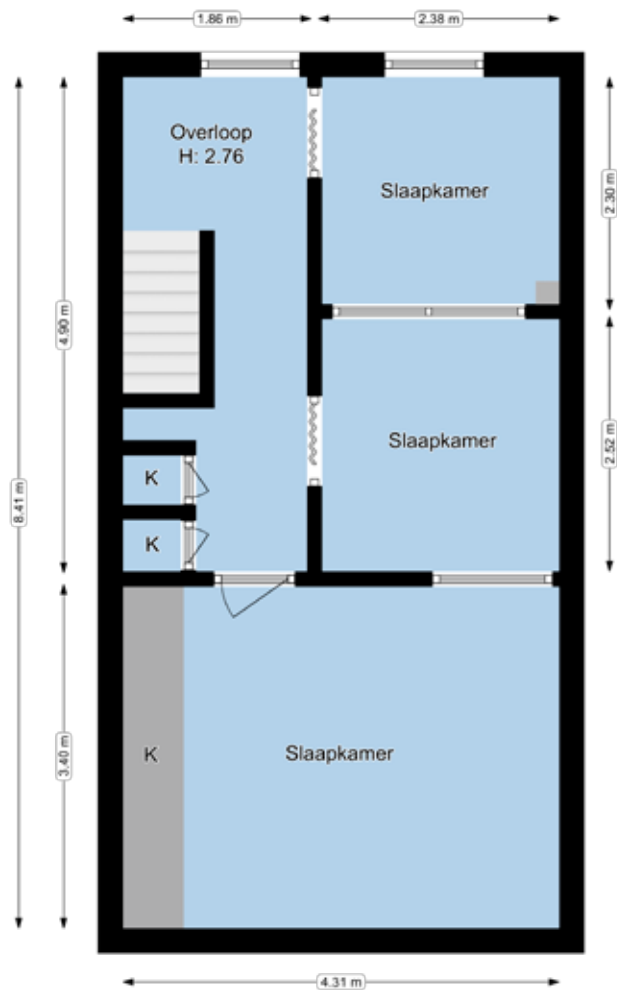 1.86 m
2.38 m
Overloop
H: 2.76
Slaapkamer
2.30 m
4.90 m
Slaapkamer
2.52 m
K
8.41 m
K
3.40 m
K
Slaapkamer
4.31 m